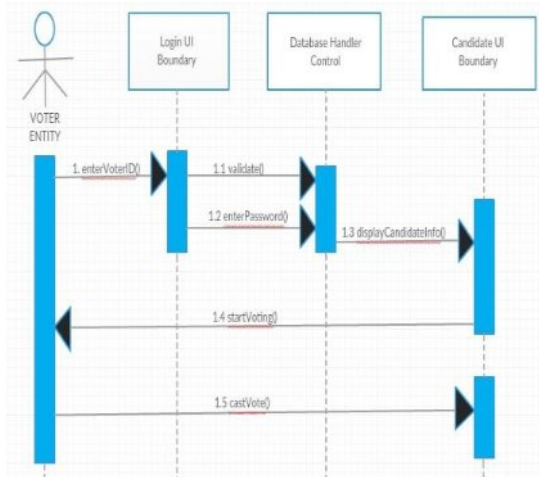 Login UI
Boundary
Database Handler
Control
Candidate UI
Boundary
VOTER
ENTITY
1. enterVoterID()
1.1 validate()
1.2 enterPassword()
1.3 displayCandidateInfo()
1.4 startVoting()
1.5 castVote()